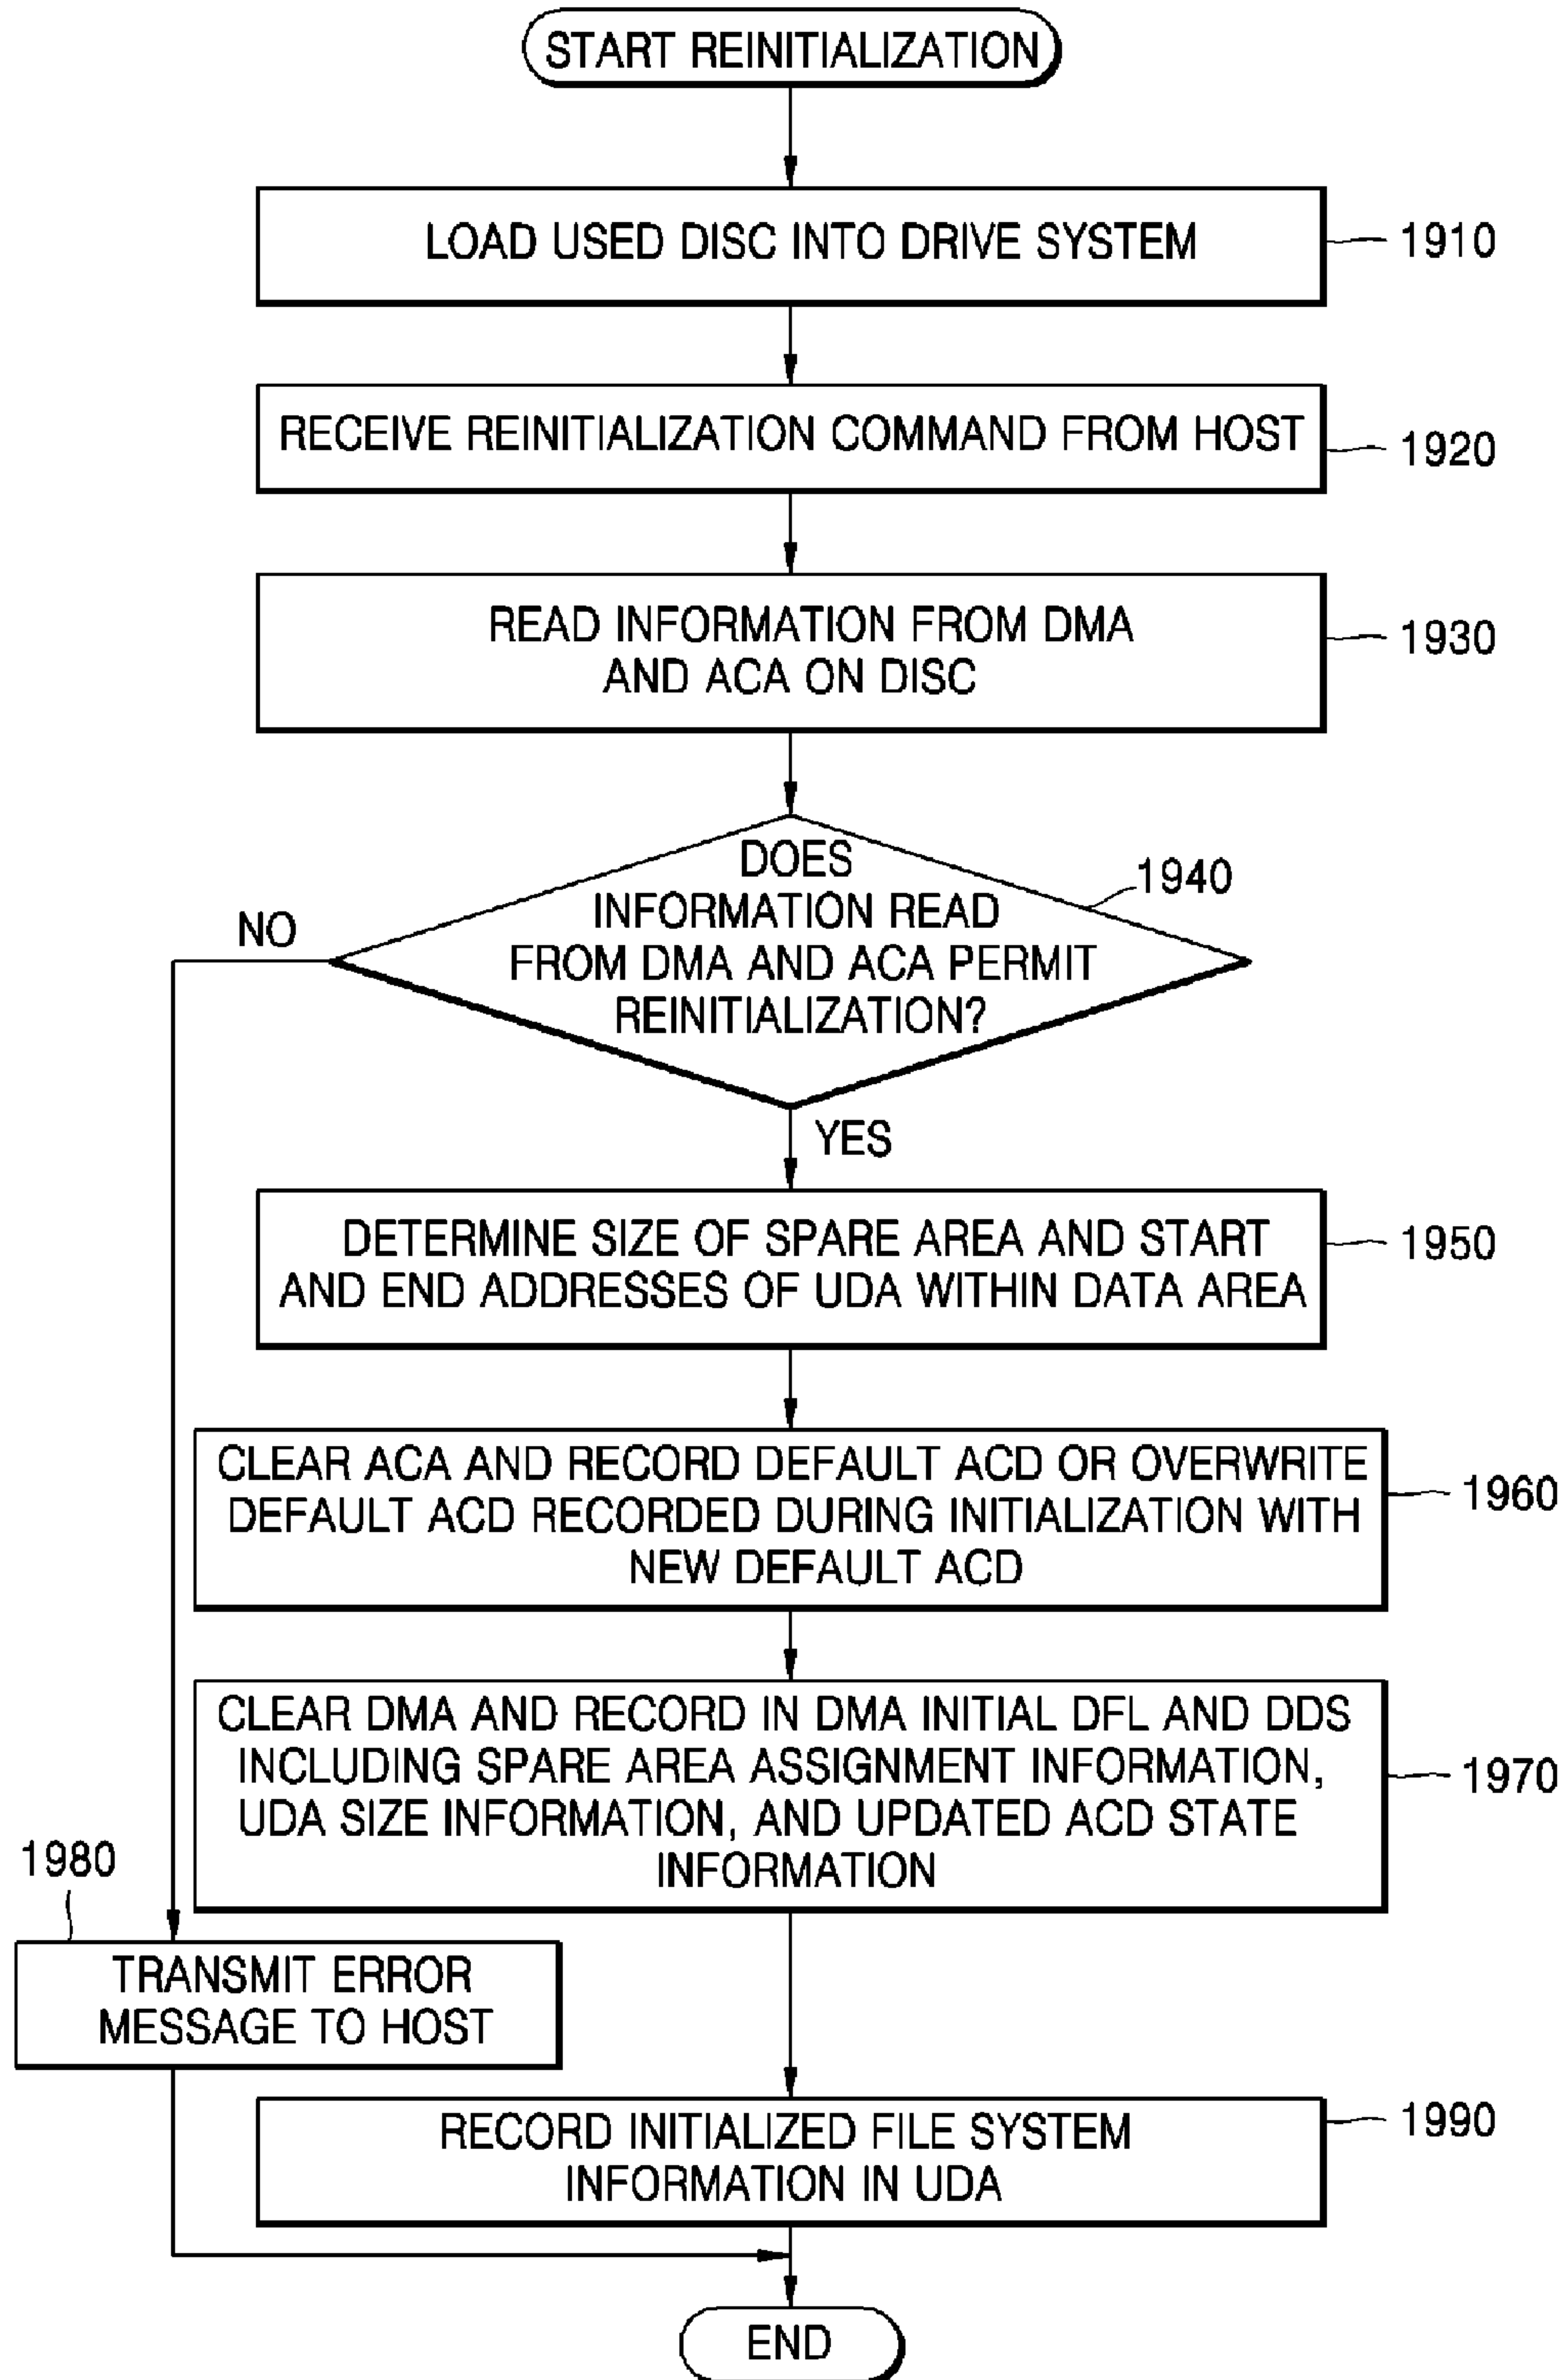 START REINITIALIZATION
LOAD USED DISC INTO DRIVE SYSTEM
1910
RECEIVE REINITIALIZATION COMMAND FROM HOST
1920
READ INFORMATION FROM DMA
AND ACA ON DISC
1930
DOES
INFORMATION READ
FROM DMA AND ACA PERMIT
REINITIALIZATION?
1940
NO
YES
DETERMINE SIZE OF SPARE AREA AND START
AND END ADDRESSES OF UDA WITHIN DATA AREA
1950
CLEAR ACA AND RECORD DEFAULT ACD OR OVERWRITE
DEFAULT ACD RECORDED DURING INITIALIZATION WITH
NEW DEFAULT ACD
1960
CLEAR DMA AND RECORD IN DMA INITIAL DFL AND DDS
INCLUDING SPARE AREA ASSIGNMENT INFORMATION,
UDA SIZE INFORMATION, AND UPDATED ACD STATE
INFORMATION
1970
1980
TRANSMIT ERROR
MESSAGE TO HOST
RECORD INITIALIZED FILE SYSTEM
INFORMATION IN UDA
1990
END